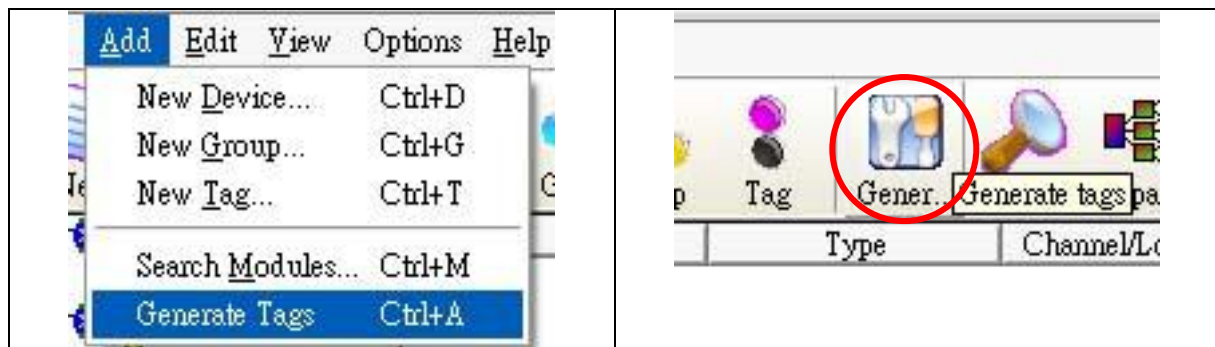 Add Edit View Options Help
New Device... Ctrl+D
New Group... Ctrl+G
New Tag... Ctrl+T
Search Modules... Ctrl+M
Generate Tags Ctrl+A
Tag Gener... Generate tags
Type Channel/Lo